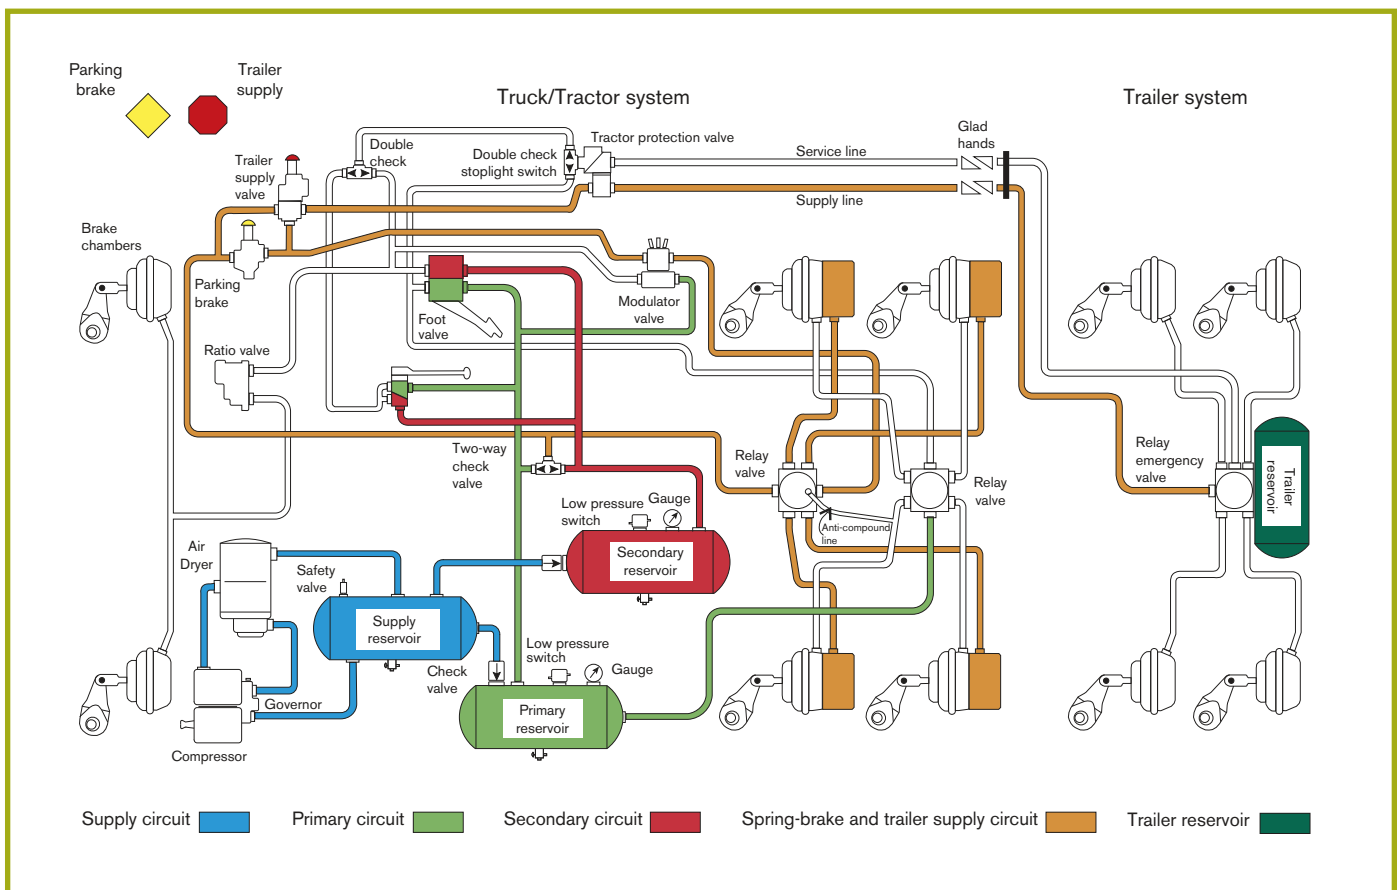 Parking
brake
Trailer
supply
Truck/Tractor system
Trailer system
Double
check
Double check
stoplight switch
Tractor protection valve
Service line
Supply line
Glad
hands
Trailer
supply
valve
Brake
chambers
Parking
brake
Foot
valve
Modulator
valve
Ratio valve
Two-way
check
valve
Relay
valve
Relay
valve
Anti-compound
line
Relay
emergency
valve
Trailer
reservoir
Low pressure
switch
Gauge
Secondary
reservoir
Air
Dryer
Safety
valve
Supply
reservoir
Check
valve
Low pressure
switch
Gauge
Primary
reservoir
Governor
Compressor
Supply circuit
Primary circuit
Secondary circuit
Spring-brake and trailer supply circuit
Trailer reservoir